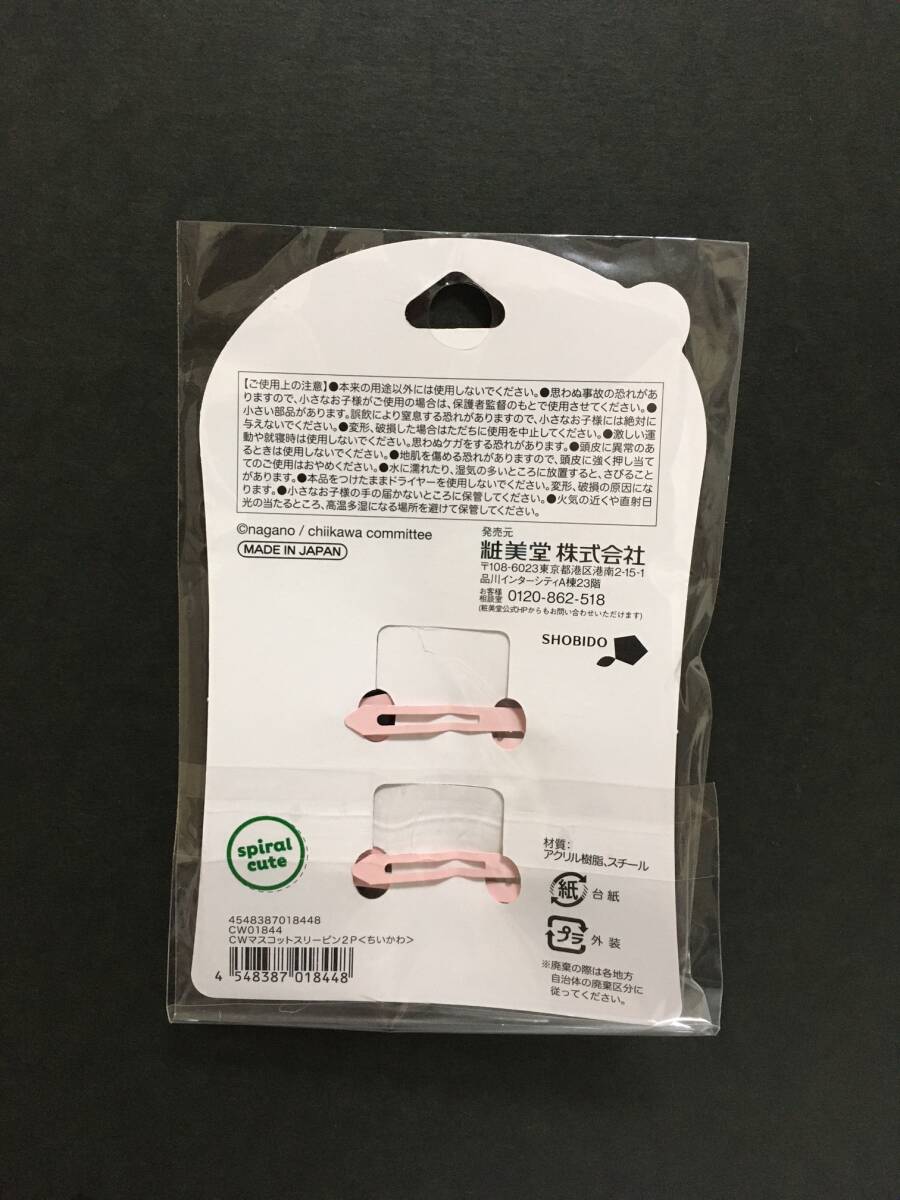 【ご使用上の注意】●本来の用途以外には使用しないでください。●思わぬ事故の恐れがあ
りますので、小さなお子様がご使用の場合は、保護者監督のもとで使用させてください。●
小さい部品があります。誤飲により窒息する恐れがありますので、小さなお子様には絶対に
与えないでください。●変形、破損した場合はただちに使用を中止してください。●激しい運
動や就寝時は使用しないでください。思わぬケガをする恐れがあります。●頭皮に異常のあ
るときは使用しないでください。●地肌を傷める恐れがありますので、頭皮に強く押し当て
てのご使用はおやめください。●水に濡れたり、湿気の多いところに放置すると、さびること
があります。●本品をつけたままドライヤーを使用しないでください。変形、破損の原因にな
ります。●小さなお子様の手の届かないところに保管してください。●火気の近くや直射日
光の当たるところ、高温多湿になる場所を避けて保管してください。
©nagano / chiikawa committee
MADE IN JAPAN
発売元
粧美堂 株式会社
〒108-6023東京都港区港南2-15-1
品川インターシティA棟23階
お客様相談室 0120-862-518
(粧美堂公式HPからもお問い合わせいただけます)
SHOBIDO
spiral
cute
材質:
アクリル樹脂、スチール
紙 台紙
プラ 外装
※廃棄の際は各地方
自治体の廃棄区分に
従ってください。
4548387018448
CW01844
CWマスコットスリーピン2P<ちいかわ>
4 548387 018448